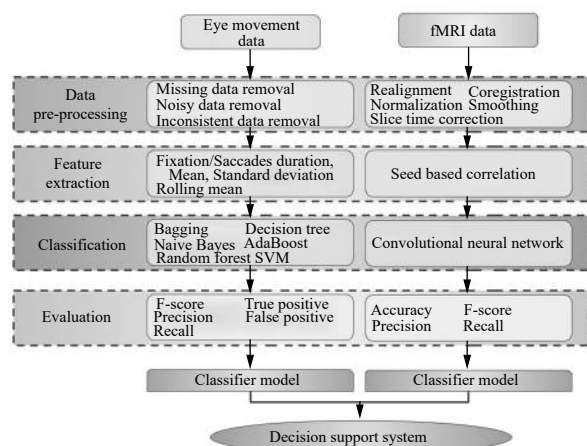 Eye movement
data
fMRI data
Data
pre-processing
Missing data removal
Noisy data removal
Inconsistent data removal
Realignment Coregistration
Normalization Smoothing
Slice time correction
Feature
extraction
Fixation/Saccades duration,
Mean, Standard deviation
Rolling mean
Seed based correlation
Classification
Bagging Decision tree
Naive Bayes AdaBoost
Random forest SVM
Convolutional neural network
Evaluation
F-score True positive
Precision False positive
Recall
Accuracy F-score
Precision Recall
Classifier model
Classifier model
Decision support system